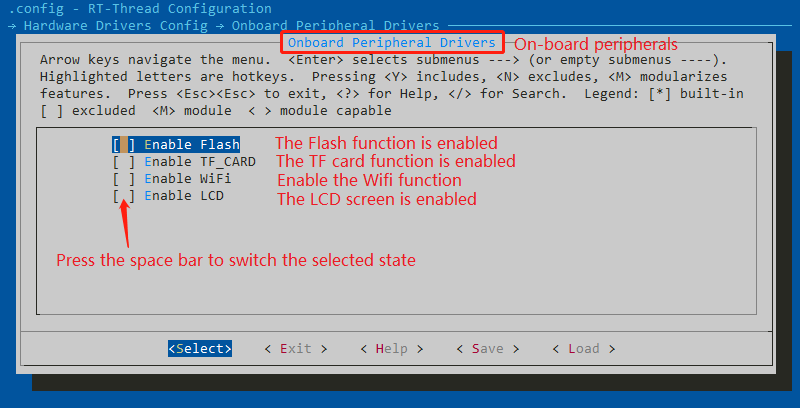 .config - RT-Thread Configuration
→ Hardware Drivers Config → Onboard Peripheral Drivers
Onboard Peripheral Drivers On-board peripherals
Arrow keys navigate the menu. <Enter> selects submenus ---> (or empty submenus ----).
Highlighted letters are hotkeys. Pressing <Y> includes, <N> excludes, <M> modularizes
features. Press <Esc><Esc> to exit, <?> for Help, </> for Search. Legend: [*] built-in
[ ] excluded <M> module < > module capable
[ ] Enable Flash The Flash function is enabled
[ ] Enable TF_CARD The TF card function is enabled
[ ] Enable WiFi Enable the Wifi function
[ ] Enable LCD The LCD screen is enabled
Press the space bar to switch the selected state
<Select> < Exit > < Help > < Save > < Load >